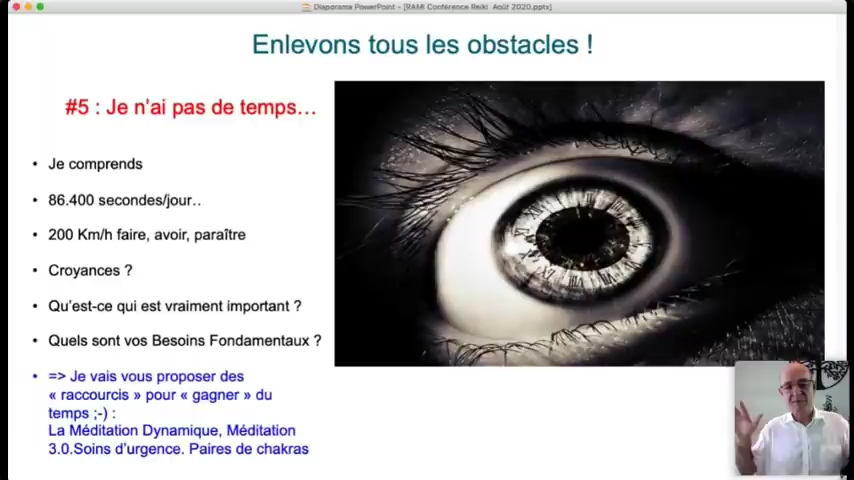 Diaporama PowerPoint - [RAMI Conférence Reiki Août 2020.pptx]
Enlevons tous les obstacles !
#5 : Je n'ai pas de temps…
• Je comprends
• 86.400 secondes/jour..
• 200 Km/h faire, avoir, paraître
• Croyances ?
• Qu'est-ce qui est vraiment important ?
• Quels sont vos Besoins Fondamentaux ?
• => Je vais vous proposer des
« raccourcis » pour « gagner » du
temps ;-) :
La Méditation Dynamique, Méditation
3.0.Soins d'urgence. Paires de chakras